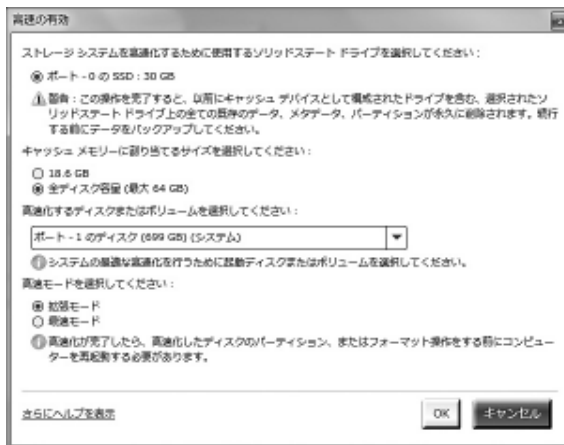 高速の有効
ストレージ システムを高速化するために使用するソリッドステート ドライブを選択してください :
ポート - 0 の SSD : 30 GB
警告 : この操作を完了すると、以前にキャッシュ デバイスとして構成されたドライブを含む、選択されたソ
リッドステート ドライブ上の全ての既存のデータ、メタデータ、パーティションが永久に削除されます。続行
する前にデータをバックアップしてください。
キャッシュ メモリーに割り当てるサイズを選択してください :
18.6 GB
全ディスク容量 (最大 64 GB)
高速化するディスクまたはボリュームを選択してください :
ポート - 1 のディスク (699 GB) (システム)
システムの最適な高速化を行うために起動ディスクまたはボリュームを選択してください。
高速モードを選択してください :
拡張モード
最速モード
高速化が完了したら、高速化したディスクのパーティション、またはフォーマット操作をする前にコンピュー
ターを再起動する必要があります。
さらにヘルプを表示
OK
キャンセル